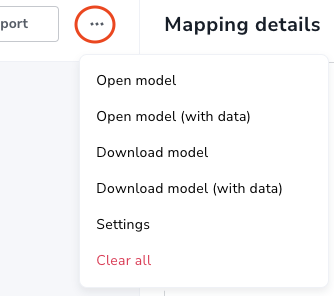 port
Mapping details
Open model
Open model (with data)
Download model
Download model (with data)
Settings
Clear all